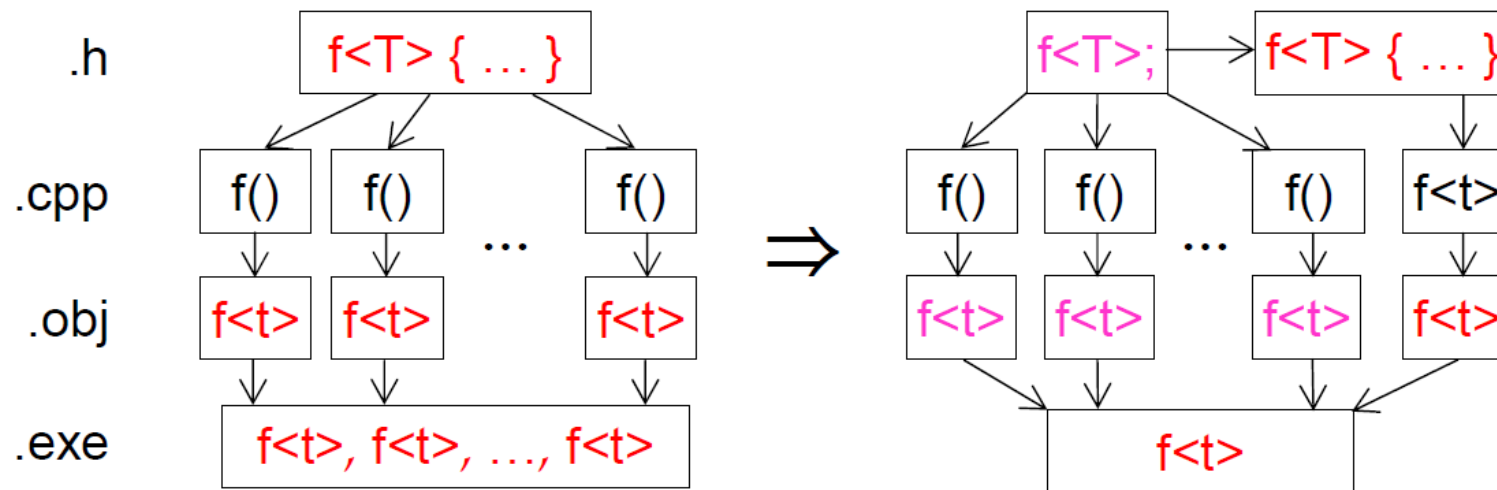 .h f<T> { ... } f<T>; f<T> { ... }
.cpp f() f() f() f() f() f() f<t>
... ⇒ ...
.obj f<t> f<t> f<t> f<t> f<t> f<t> f<t>
.exe f<t>, f<t>, ..., f<t> f<t>